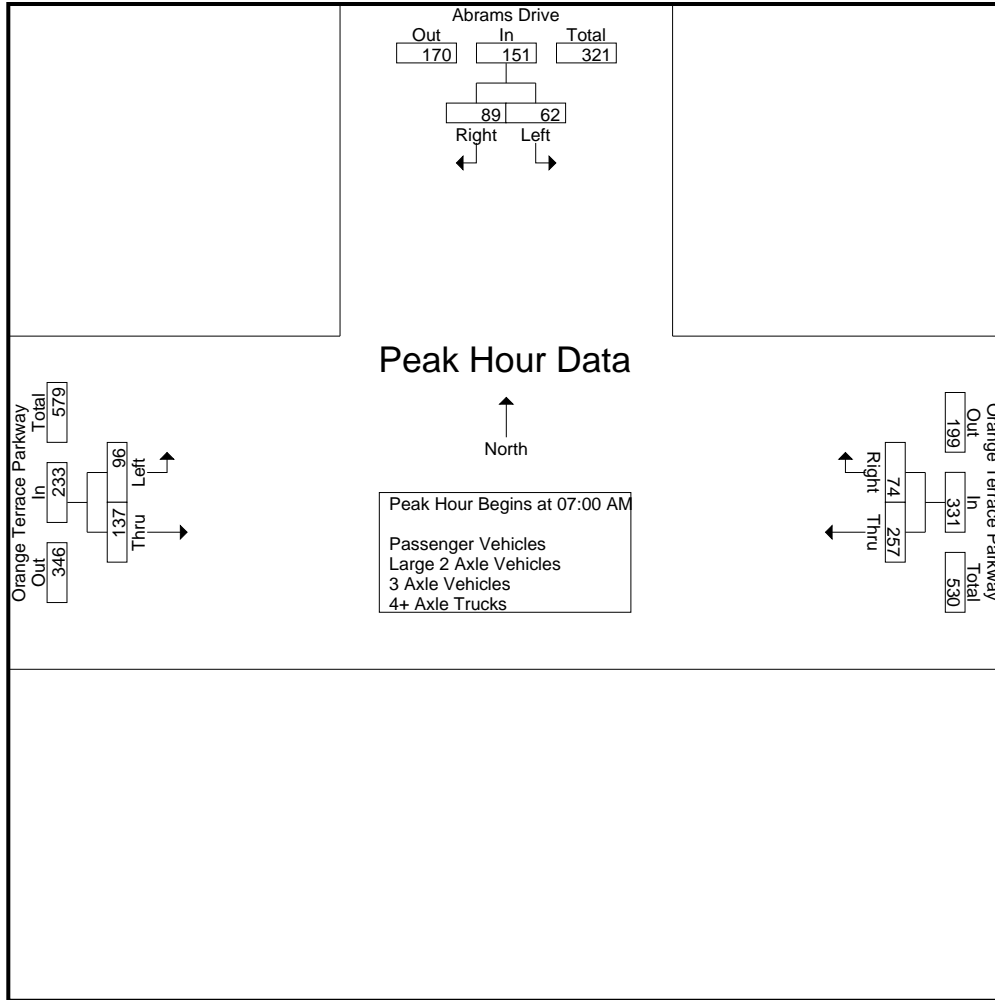 Abrams Drive
Out In Total
170 151 321
89 62
Right Left
Peak Hour Data
North
Peak Hour Begins at 07:00 AM
Passenger Vehicles
Large 2 Axle Vehicles
3 Axle Vehicles
4+ Axle Trucks
Orange Terrace Parkway
Out In Total
346 233 579
Left Thru
96 137
Orange Terrace Parkway
Out In Total
199 331 530
Right Thru
74 257